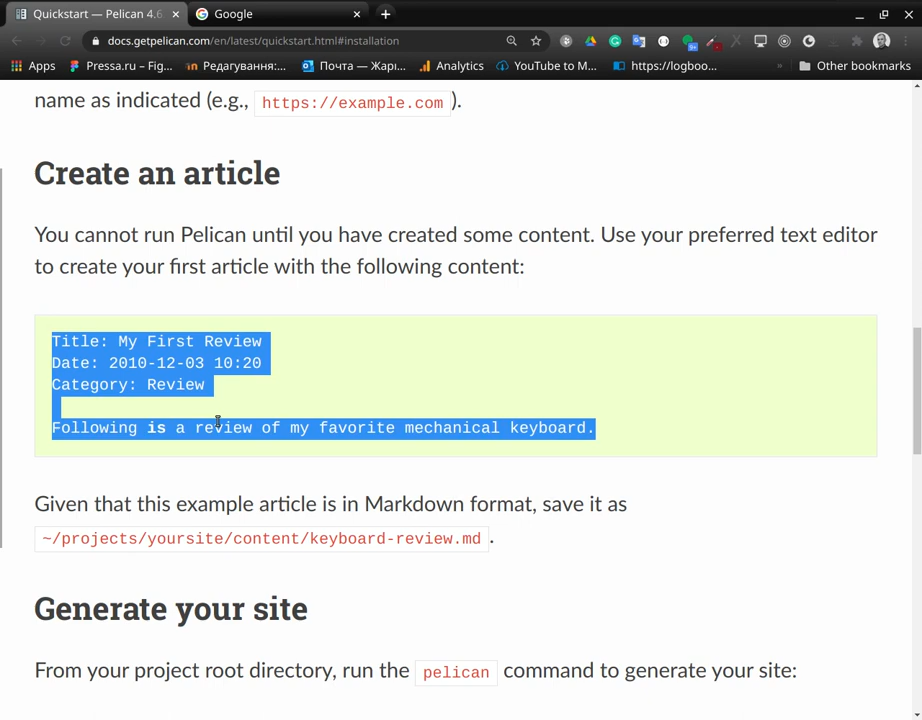 Quickstart — Pelican 4.6
Google
docs.getpelican.com/en/latest/quickstart.html#installation
Apps
Pressa.ru – Fig...
Редагування:...
Почта — Жарі...
Analytics
YouTube to M...
https://logboo...
»
Other bookmarks
name as indicated (e.g., https://example.com ).
Create an article
You cannot run Pelican until you have created some content. Use your preferred text editor
to create your first article with the following content:
Title: My First Review
Date: 2010-12-03 10:20
Category: Review
Following is a review of my favorite mechanical keyboard.
Given that this example article is in Markdown format, save it as
~/projects/yoursite/content/keyboard-review.md .
Generate your site
From your project root directory, run the pelican command to generate your site: